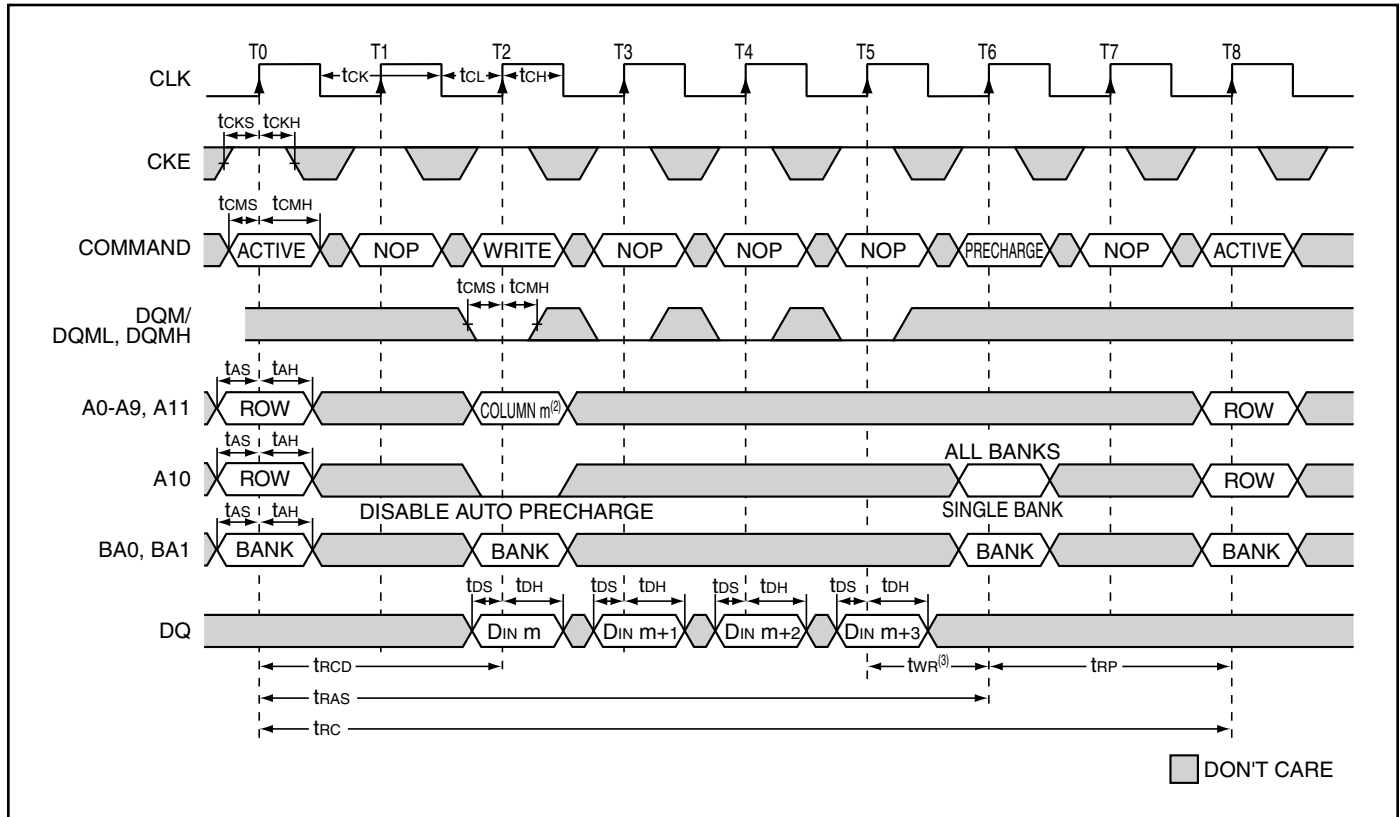 T0 T1 T2 T3 T4 T5 T6 T7 T8
CLK
tCK tCL tCH
tCKS tCKH
CKE
tCMS tCMH
COMMAND ACTIVE NOP WRITE NOP NOP NOP PRECHARGE NOP ACTIVE
tCMS tCMH
DQM/
DQML, DQMH
tAS tAH
A0-A9, A11 ROW COLUMN m(2) ROW
tAS tAH
ALL BANKS
A10 ROW ROW
DISABLE AUTO PRECHARGE SINGLE BANK
tAS tAH
BA0, BA1 BANK BANK BANK BANK
tDS tDH tDS tDH tDS tDH tDS tDH
DQ DIN m DIN m+1 DIN m+2 DIN m+3
tRCD tWR(3) tRP
tRAS
tRC
DON'T CARE